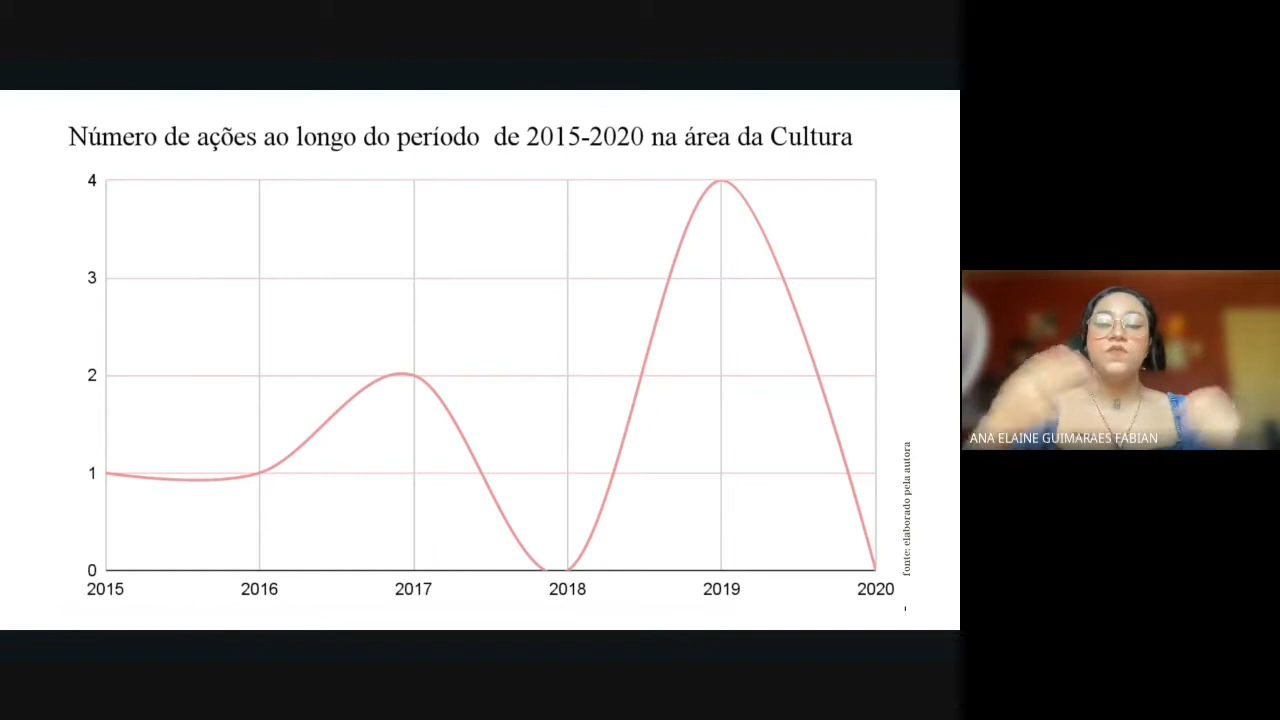 Número de ações ao longo do período de 2015-2020 na área da Cultura
4
3
2
1
0
2015 2016 2017 2018 2019 2020
fonte: elaborado pela autora
ANA ELAINE GUIMARAES FABIAN